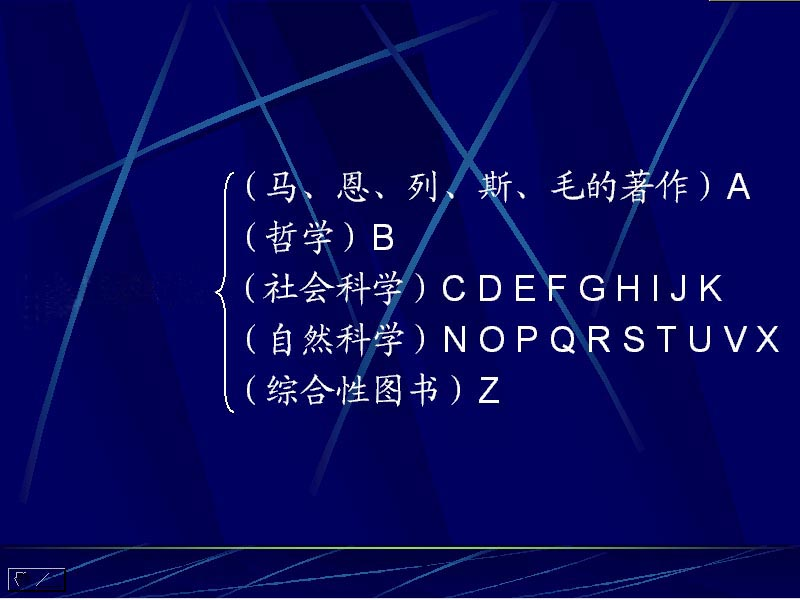 （马、恩、列、斯、毛的著作）A
（哲学）B
（社会科学）C D E F G H I J K
（自然科学）N O P Q R S T U V X
（综合性图书）Z